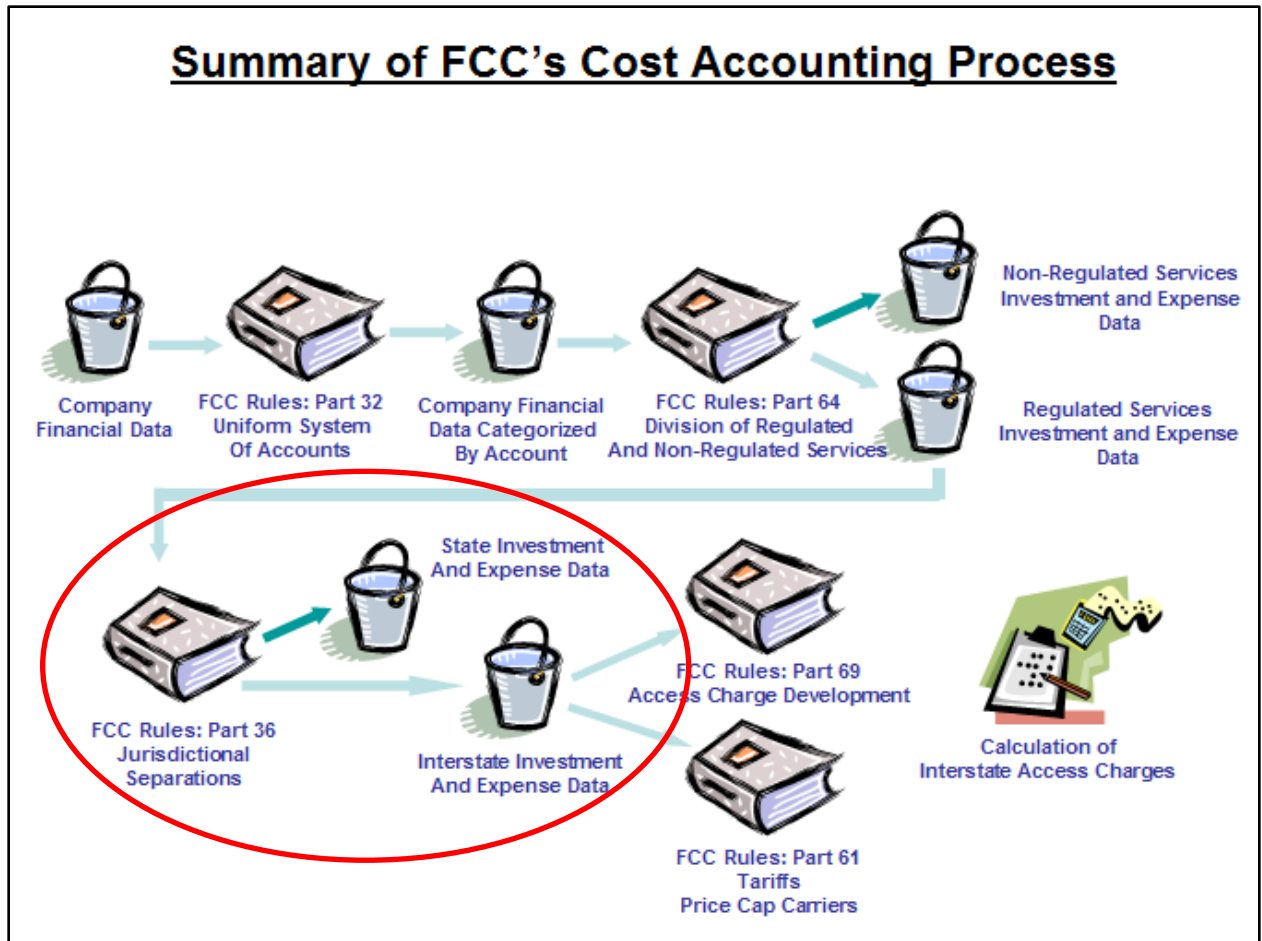 Summary of FCC's Cost Accounting Process
Company
Financial Data
FCC Rules: Part 32
Uniform System
Of Accounts
Company Financial
Data Categorized
By Account
FCC Rules: Part 64
Division of Regulated
And Non-Regulated Services
Non-Regulated Services
Investment and Expense
Data
Regulated Services
Investment and Expense
Data
FCC Rules: Part 36
Jurisdictional
Separations
State Investment
And Expense Data
Interstate Investment
And Expense Data
FCC Rules: Part 69
Access Charge Development
FCC Rules: Part 61
Tariffs
Price Cap Carriers
Calculation of
Interstate Access Charges